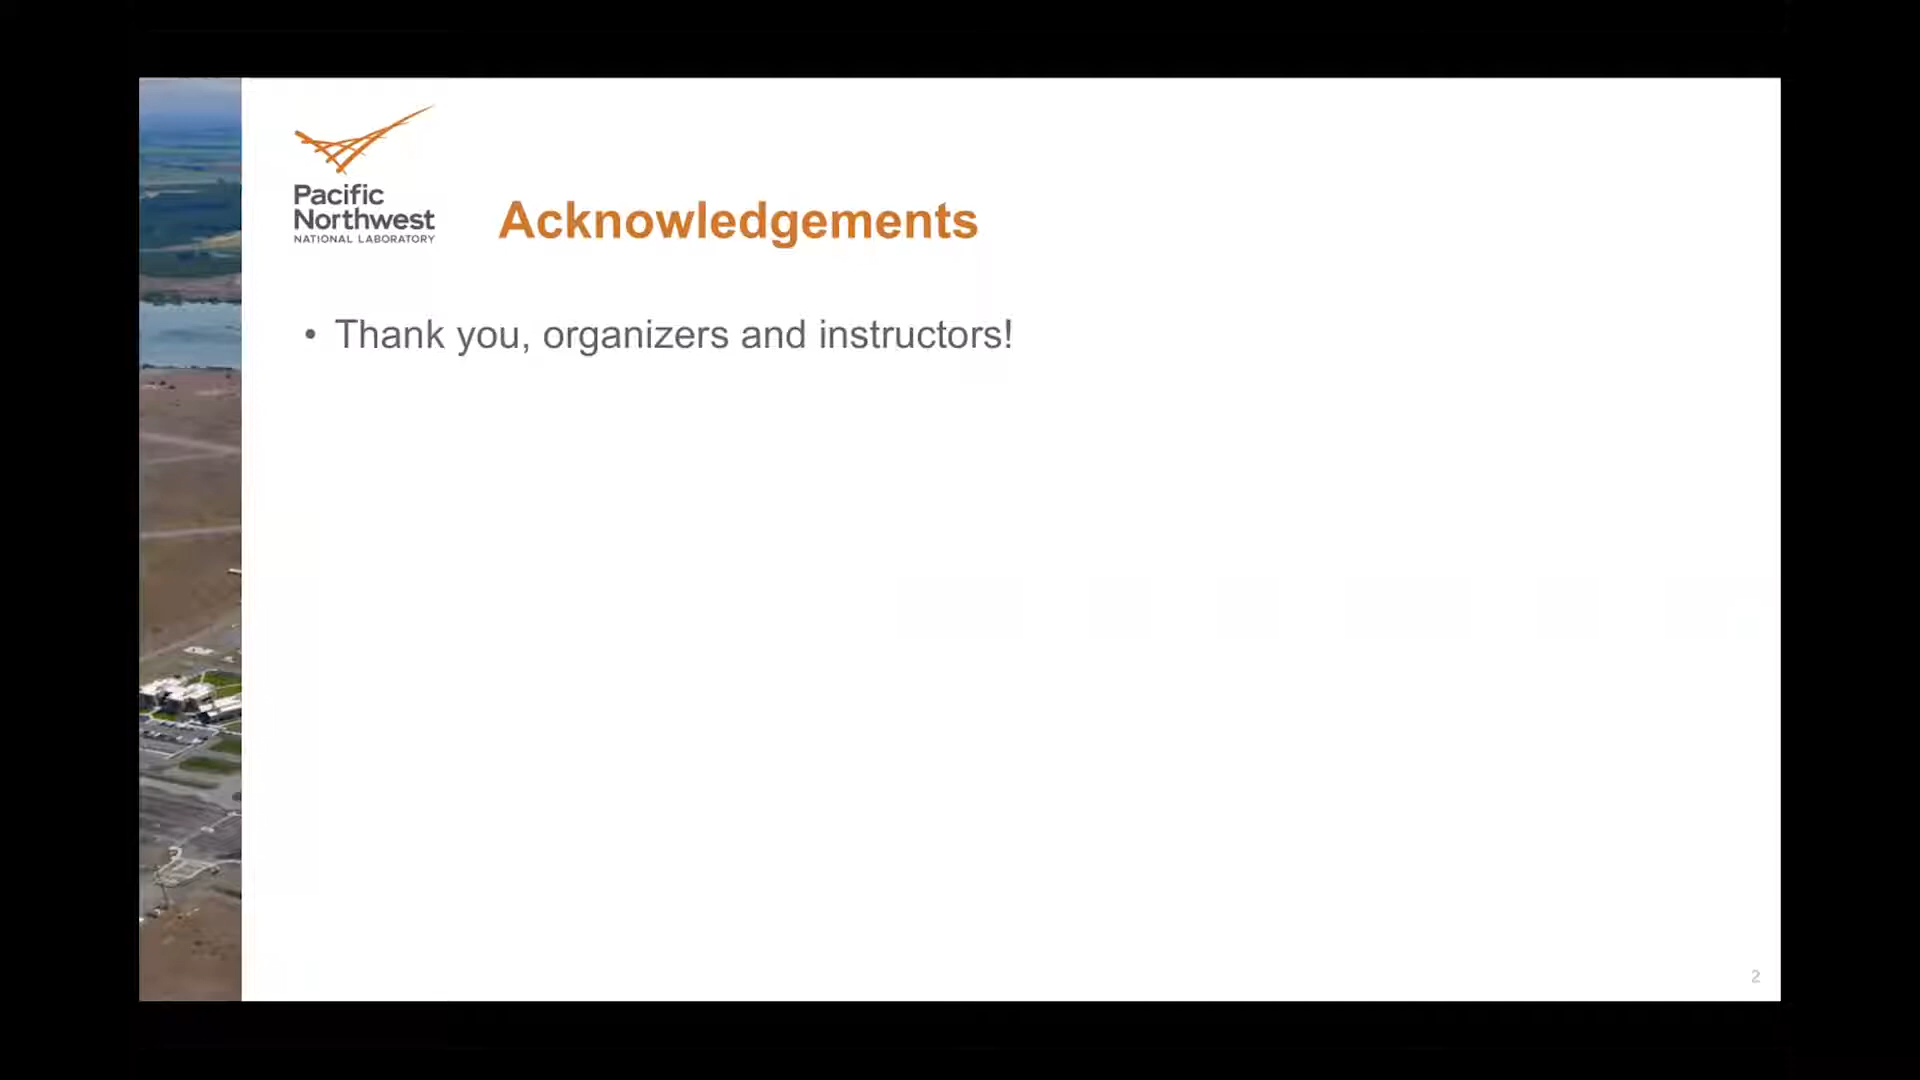 Pacific
Northwest
NATIONAL LABORATORY
Acknowledgements
• Thank you, organizers and instructors!
2